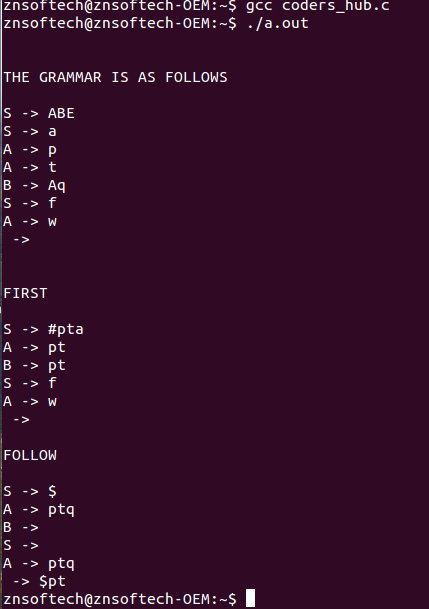 znsoftech@znsoftech-OEM:~$ gcc coders_hub.c
znsoftech@znsoftech-OEM:~$ ./a.out
THE GRAMMAR IS AS FOLLOWS
S -> ABE
S -> a
A -> p
A -> t
B -> Aq
S -> f
A -> w
->
FIRST
S -> #pta
A -> pt
B -> pt
S -> f
A -> w
->
FOLLOW
S -> $
A -> ptq
B ->
S ->
A -> ptq
-> $pt
znsoftech@znsoftech-OEM:~$